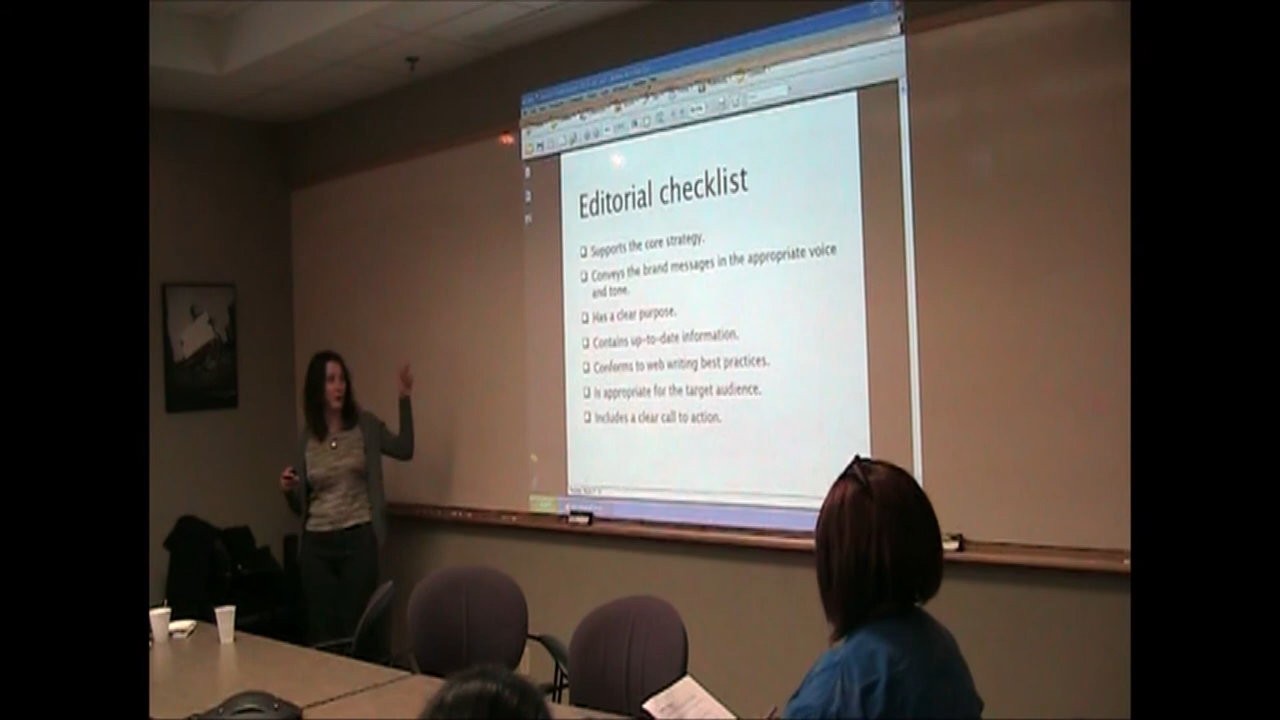 Editorial checklist
❑ Supports the core strategy.
❑ Conveys the brand messages in the appropriate voice
and tone.
❑ Has a clear purpose.
❑ Contains up-to-date information.
❑ Conforms to web writing best practices.
❑ Is appropriate for the target audience.
❑ Includes a clear call to action.